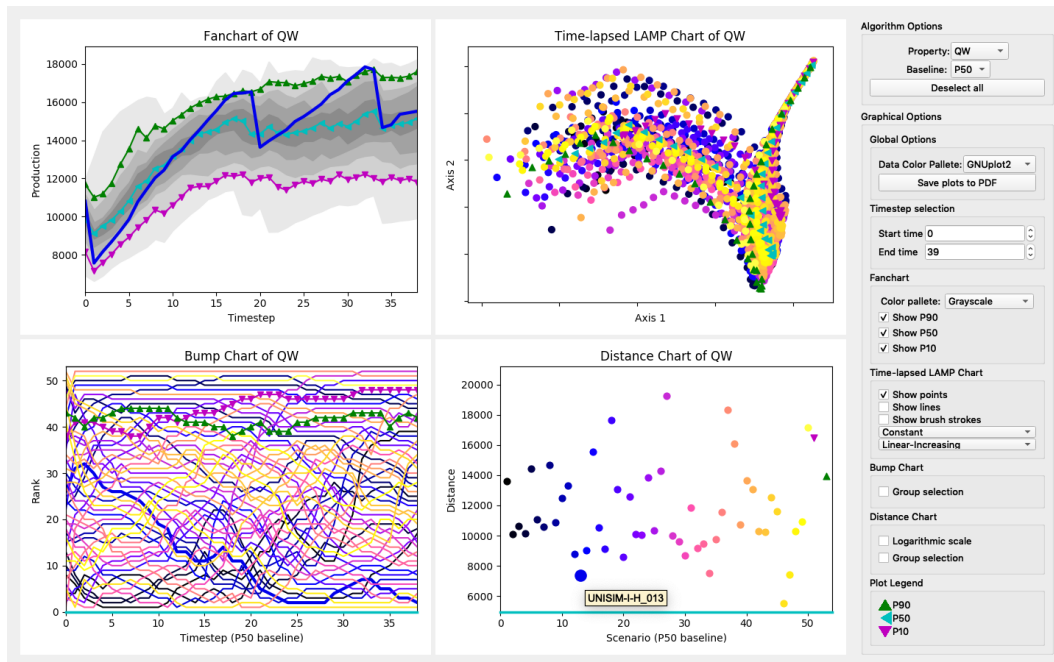 Fanchart of QW
18000
16000
14000
12000
10000
8000
Production
0 5 10 15 20 25 30 35
Timestep
Time-lapsed LAMP Chart of QW
Axis 2
Axis 1
Bump Chart of QW
50
40
30
20
10
0
Rank
0 5 10 15 20 25 30 35
Timestep (P50 baseline)
Distance Chart of QW
20000
18000
16000
14000
12000
10000
8000
6000
Distance
UNISIM-I-H_013
0 10 20 30 40 50
Scenario (P50 baseline)
Algorithm Options
Property: QW
Baseline: P50
Deselect all
Graphical Options
Global Options
Data Color Pallete: GNUplot2
Save plots to PDF
Timestep selection
Start time 0
End time 39
Fanchart
Color pallete: Grayscale
Show P90
Show P50
Show P10
Time-lapsed LAMP Chart
Show points
Show lines
Show brush strokes
Constant
Linear-Increasing
Bump Chart
Group selection
Distance Chart
Logarithmic scale
Group selection
Plot Legend
P90
P50
P10